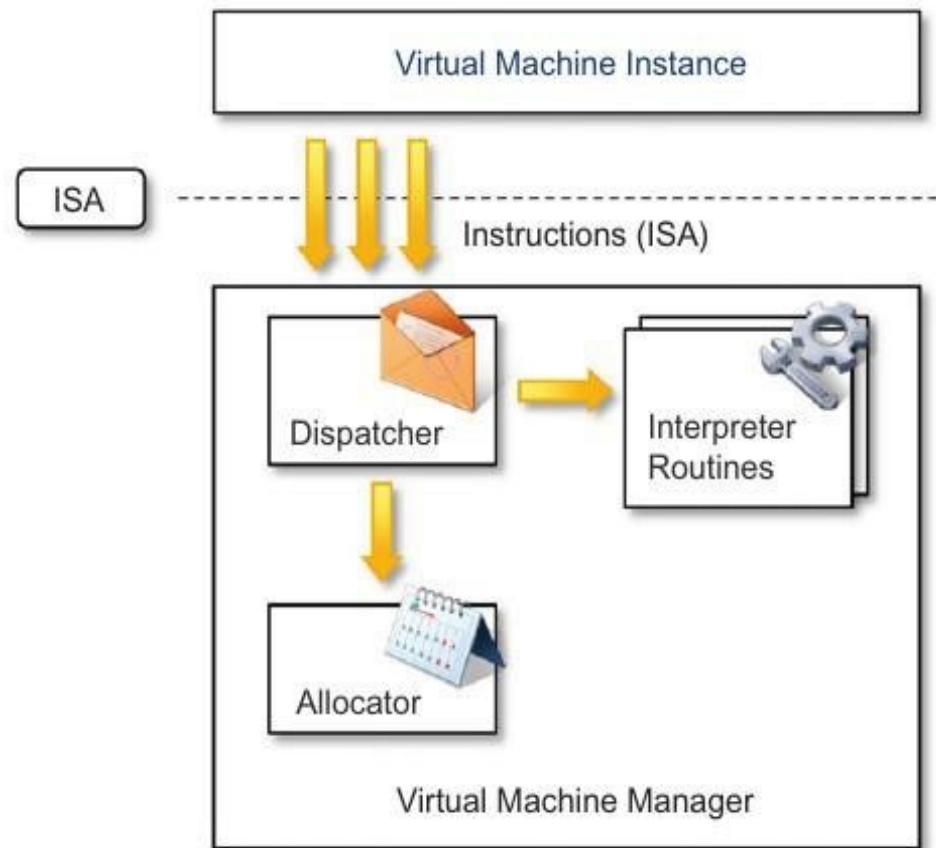 Virtual Machine Instance
ISA
Instructions (ISA)
Dispatcher
Interpreter
Routines
Allocator
Virtual Machine Manager